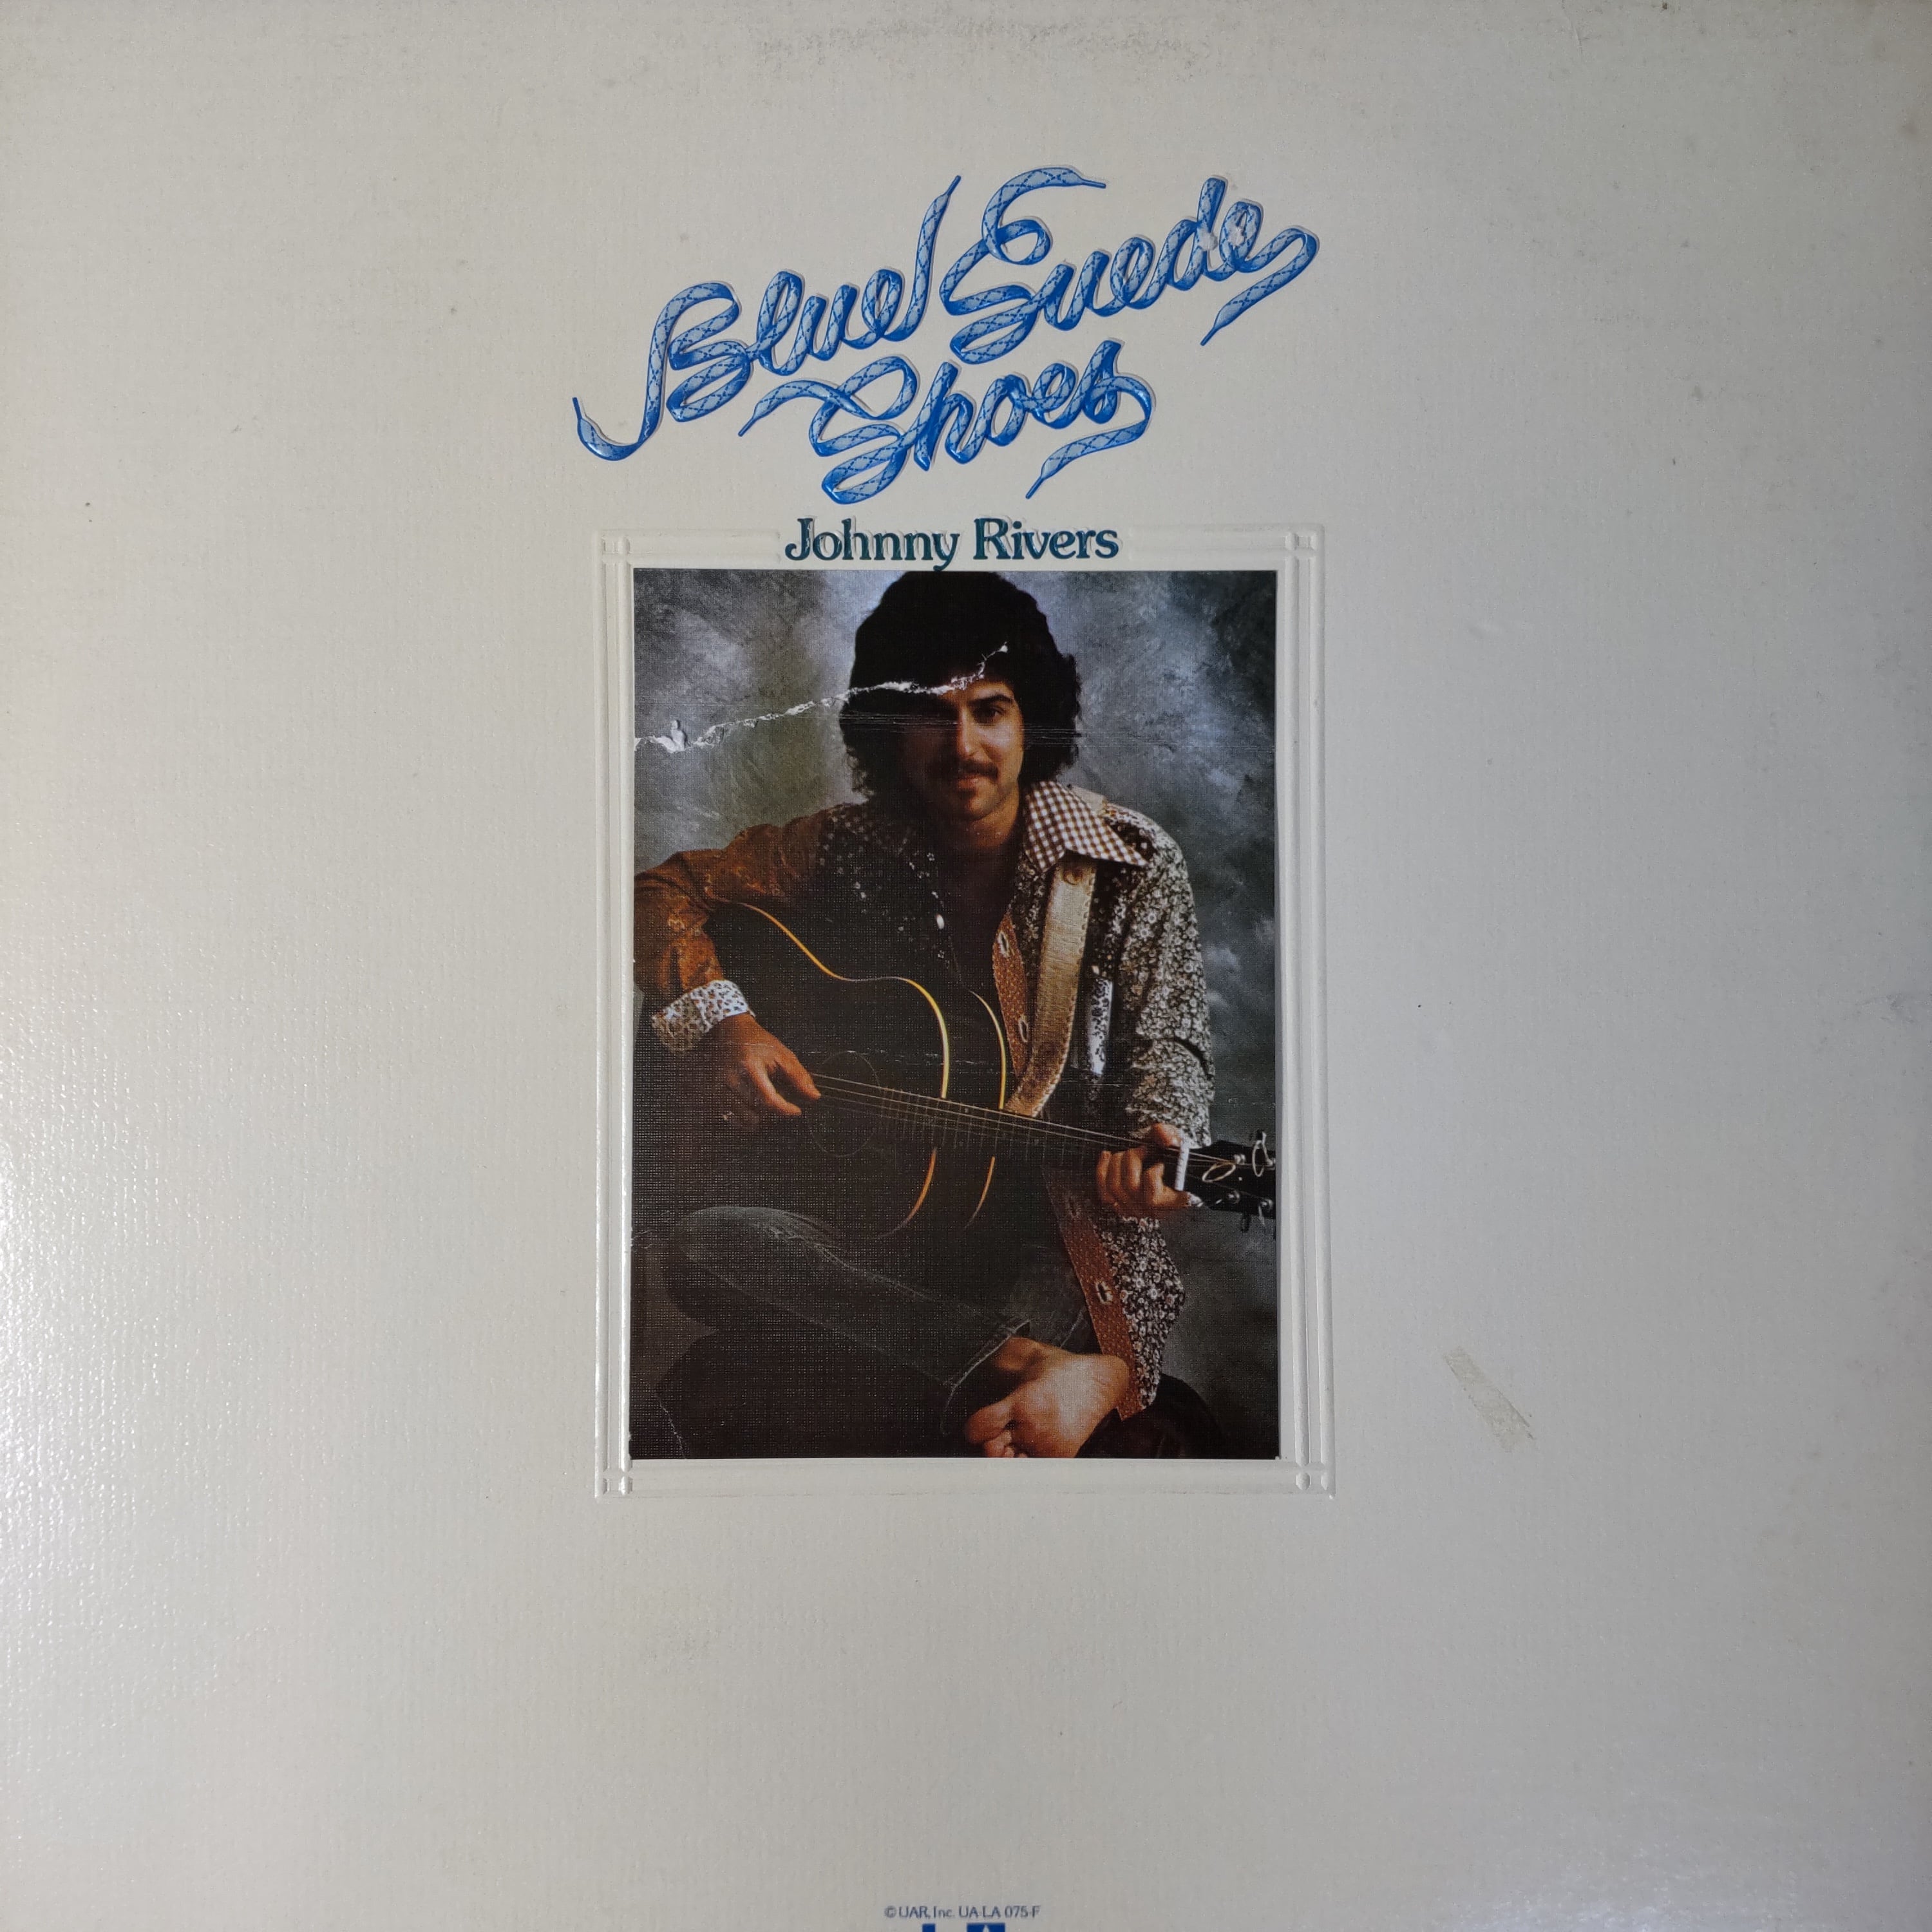 Blue Suede
Shoes
Johnny Rivers
© UAR, Inc. UA-LA 075-F